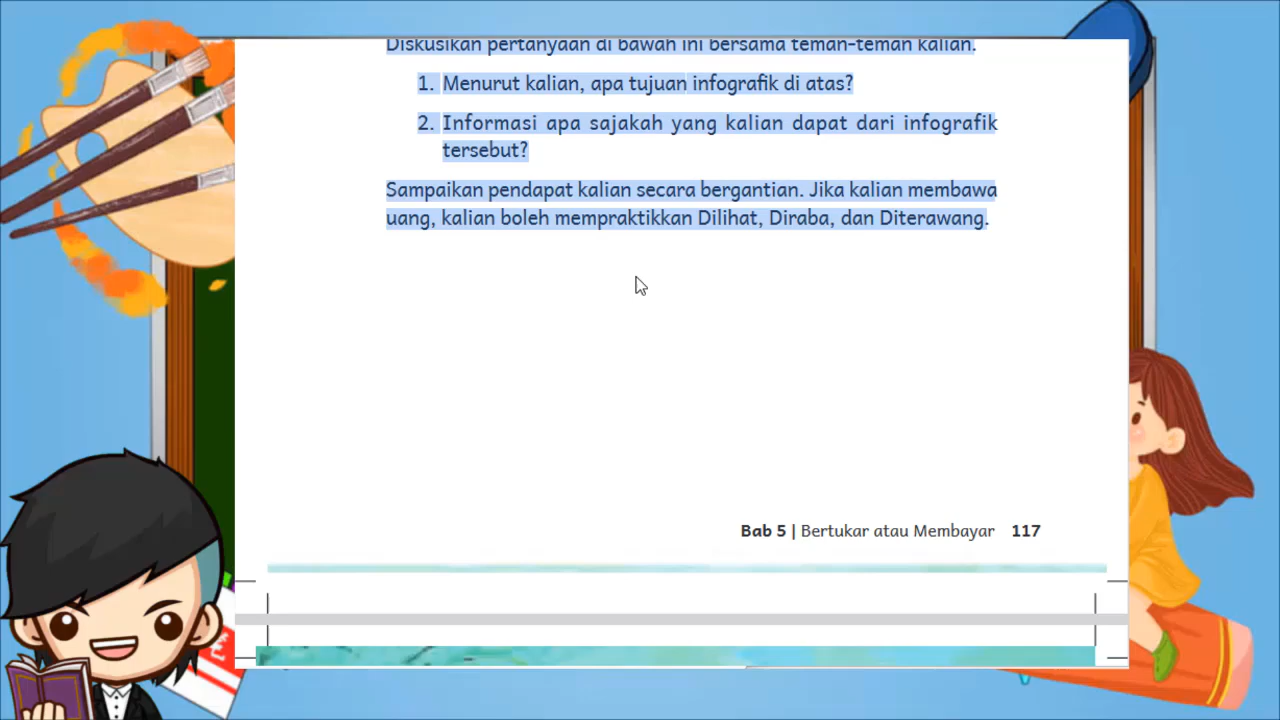 Diskusikan pertanyaan di bawah ini bersama teman-teman kalian.
1. Menurut kalian, apa tujuan infografik di atas?
2. Informasi apa sajakah yang kalian dapat dari infografik
tersebut?
Sampaikan pendapat kalian secara bergantian. Jika kalian membawa
uang, kalian boleh mempraktikkan Dilihat, Diraba, dan Diterawang.
Bab 5 | Bertukar atau Membayar 117